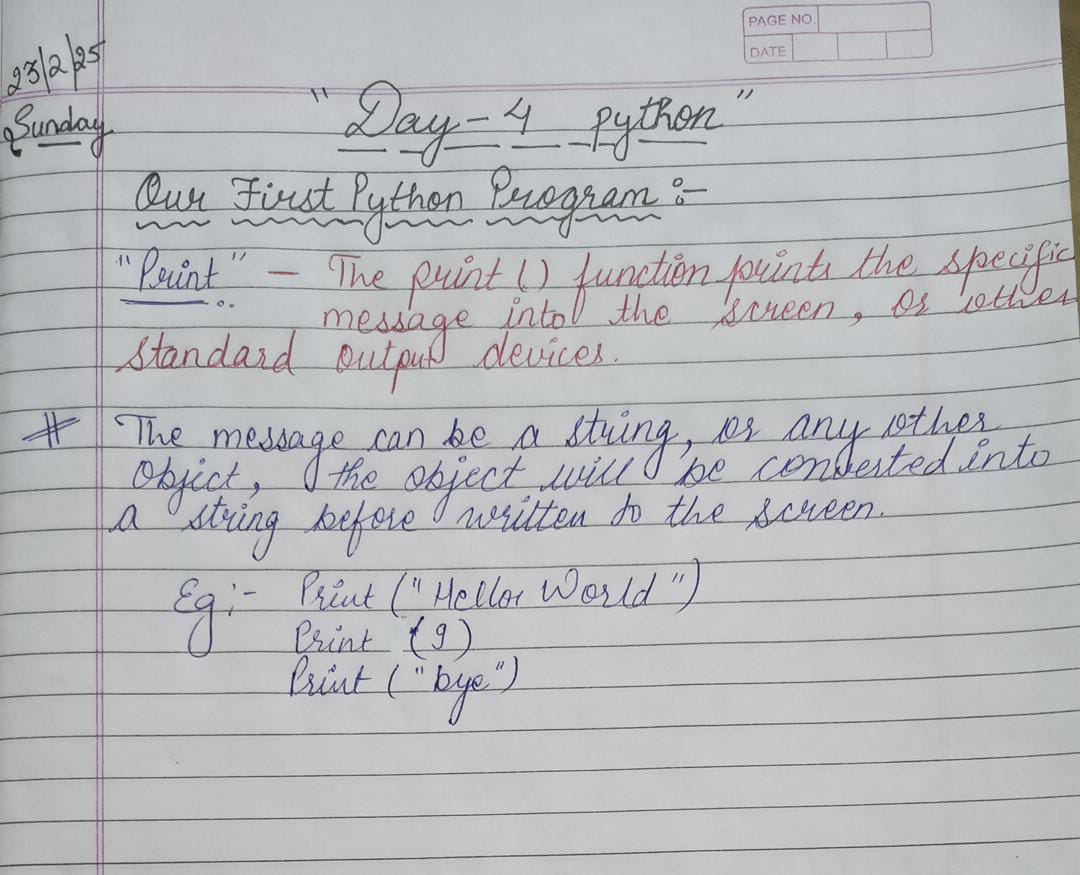 PAGE NO.
DATE
23/2/25
Sunday
"Day-4 python"
Our First Python Program :-
"Print" - The print () function prints the specific
message into the screen, or other
standard output devices.
# The message can be a string, or any other
object, the object will be converted into
a string before written to the screen.
Eg:- Print ("Hello World")
Print (9)
Print ("bye")